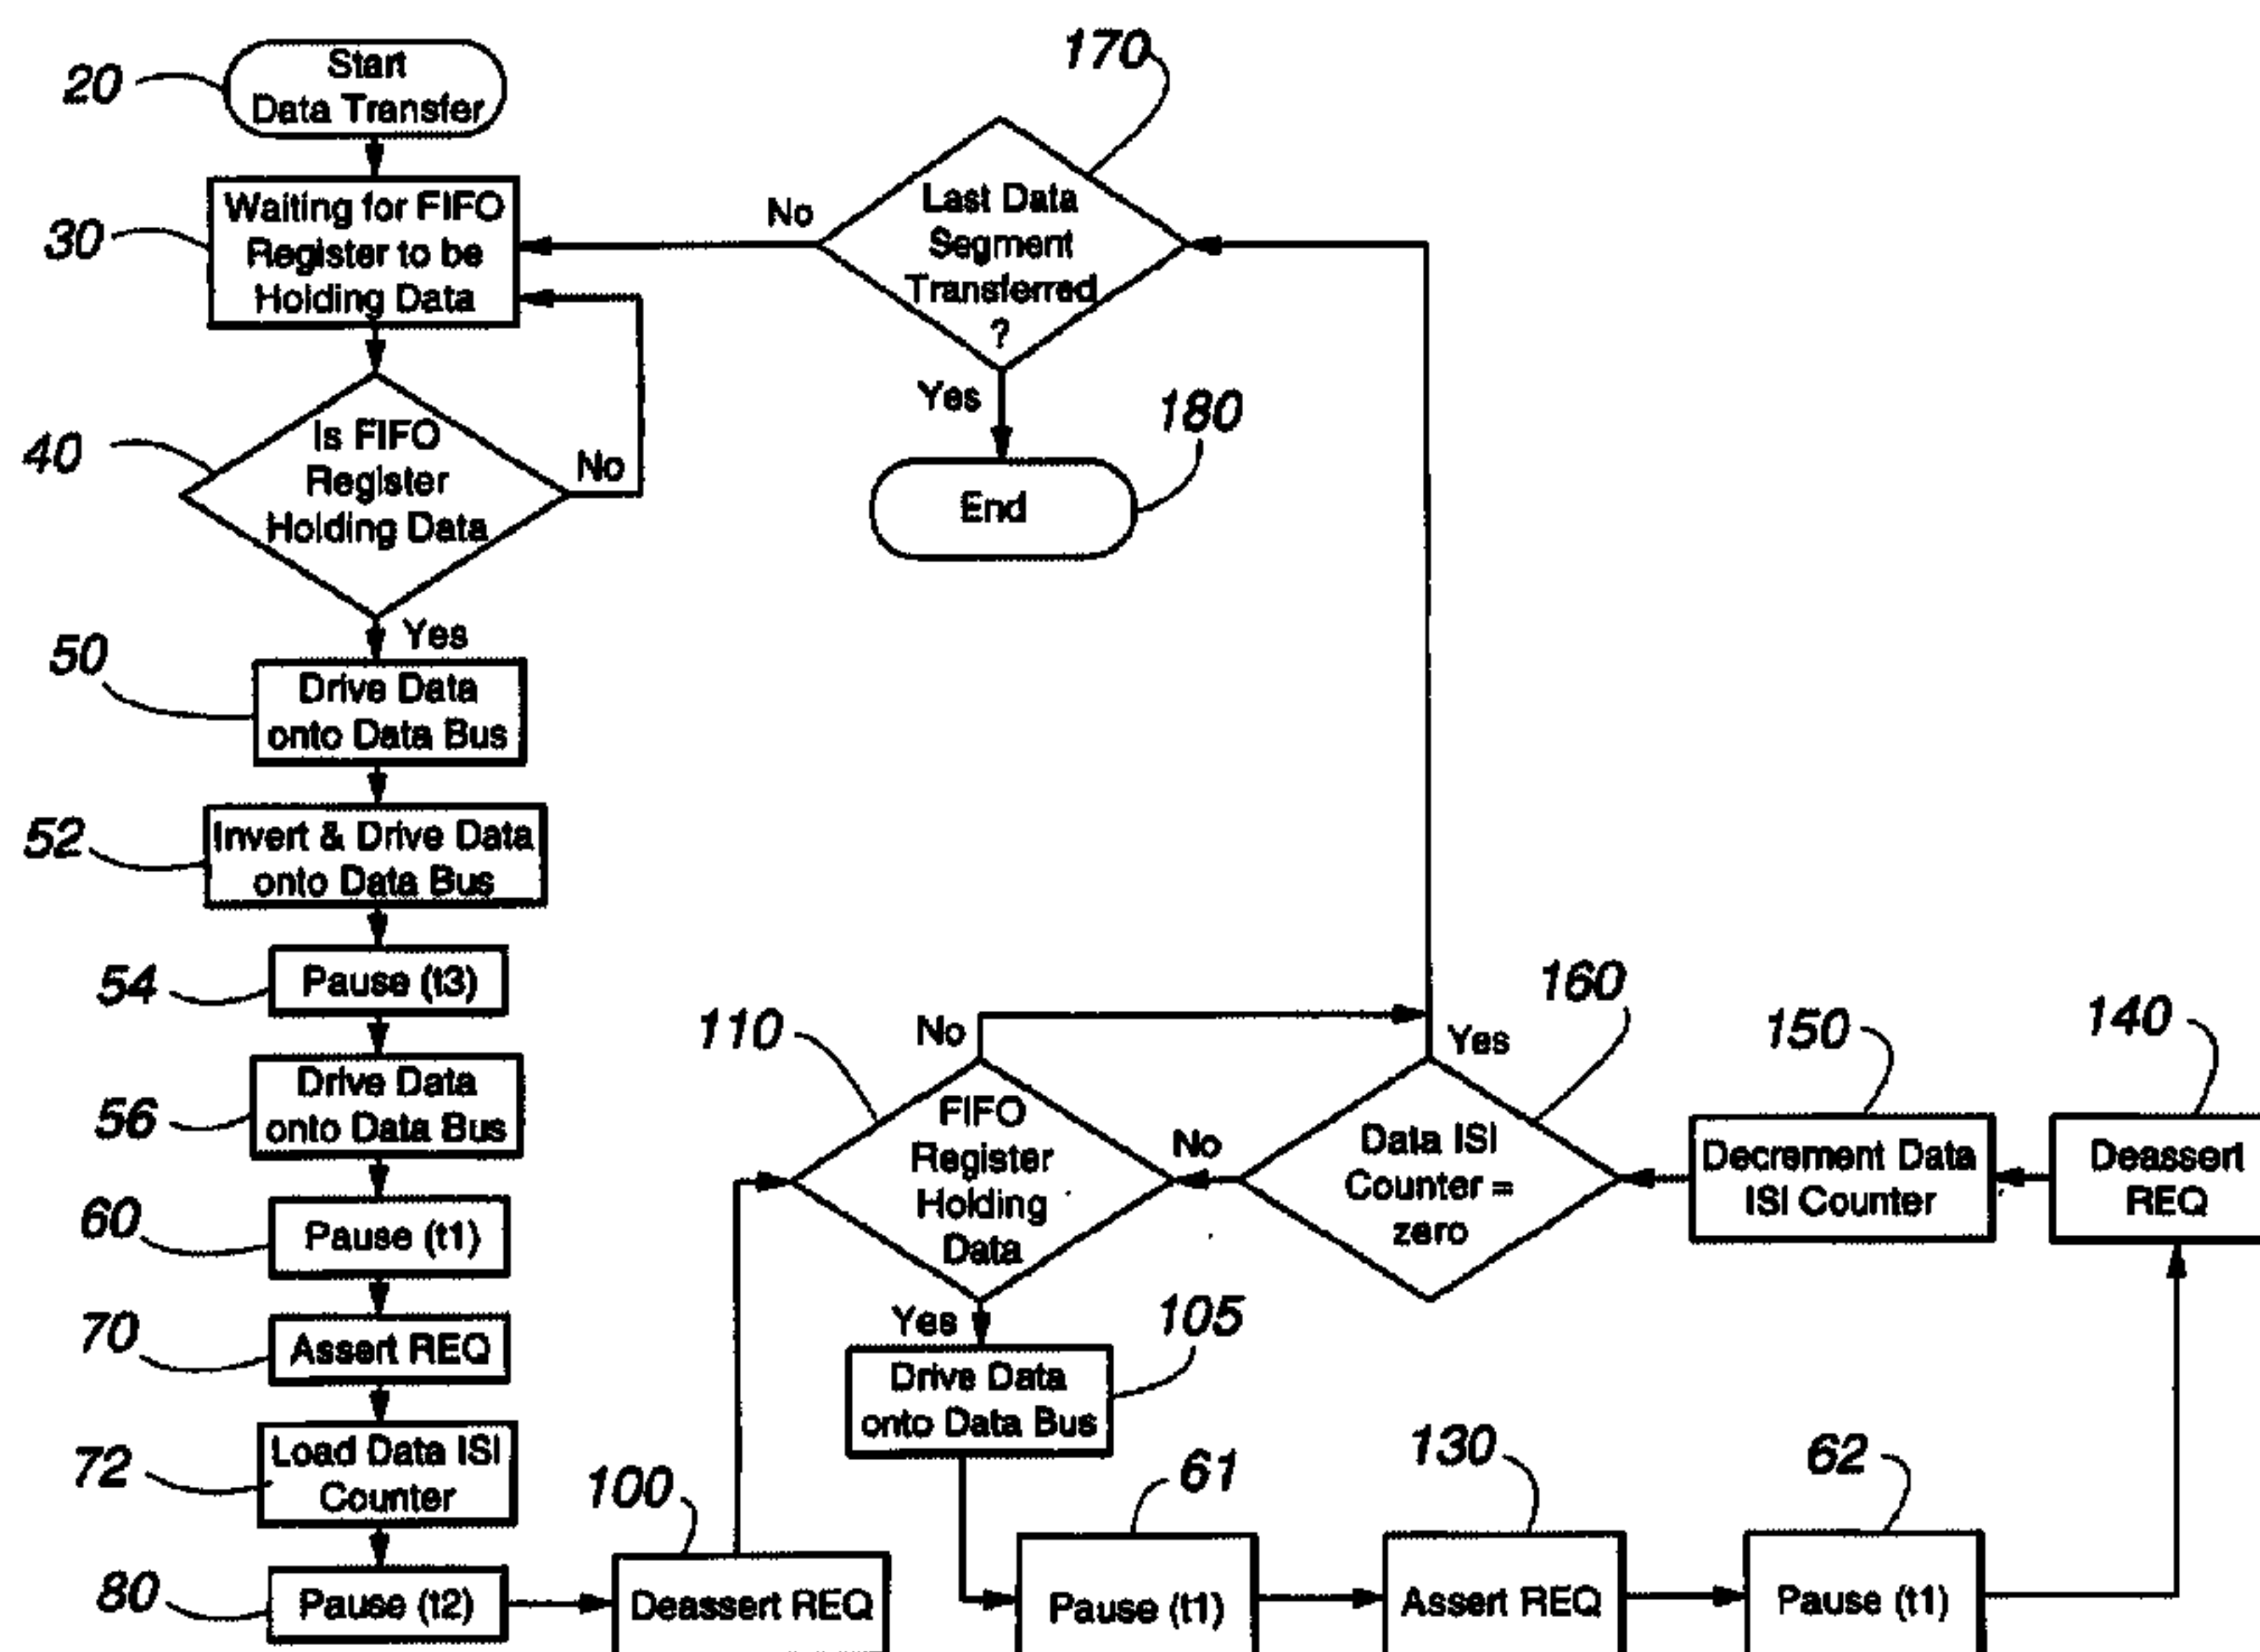 20
Start
Data Transfer
30
Waiting for FIFO
Register to be
Holding Data
40
Is FIFO
Register
Holding Data
No
Yes
50
Drive Data
onto Data Bus
52
Invert & Drive Data
onto Data Bus
54
Pause (t3)
56
Drive Data
onto Data Bus
60
Pause (t1)
70
Assert REQ
72
Load Data ISI
Counter
80
Pause (t2)
100
Deassert REQ
110
FIFO
Register
Holding
Data
No
Yes
105
Drive Data
onto Data Bus
61
Pause (t1)
130
Assert REQ
62
Pause (t1)
140
Deassert
REQ
150
Decrement Data
ISI Counter
160
Data ISI
Counter =
zero
No
Yes
170
Last Data
Segment
Transferred
?
No
Yes
180
End